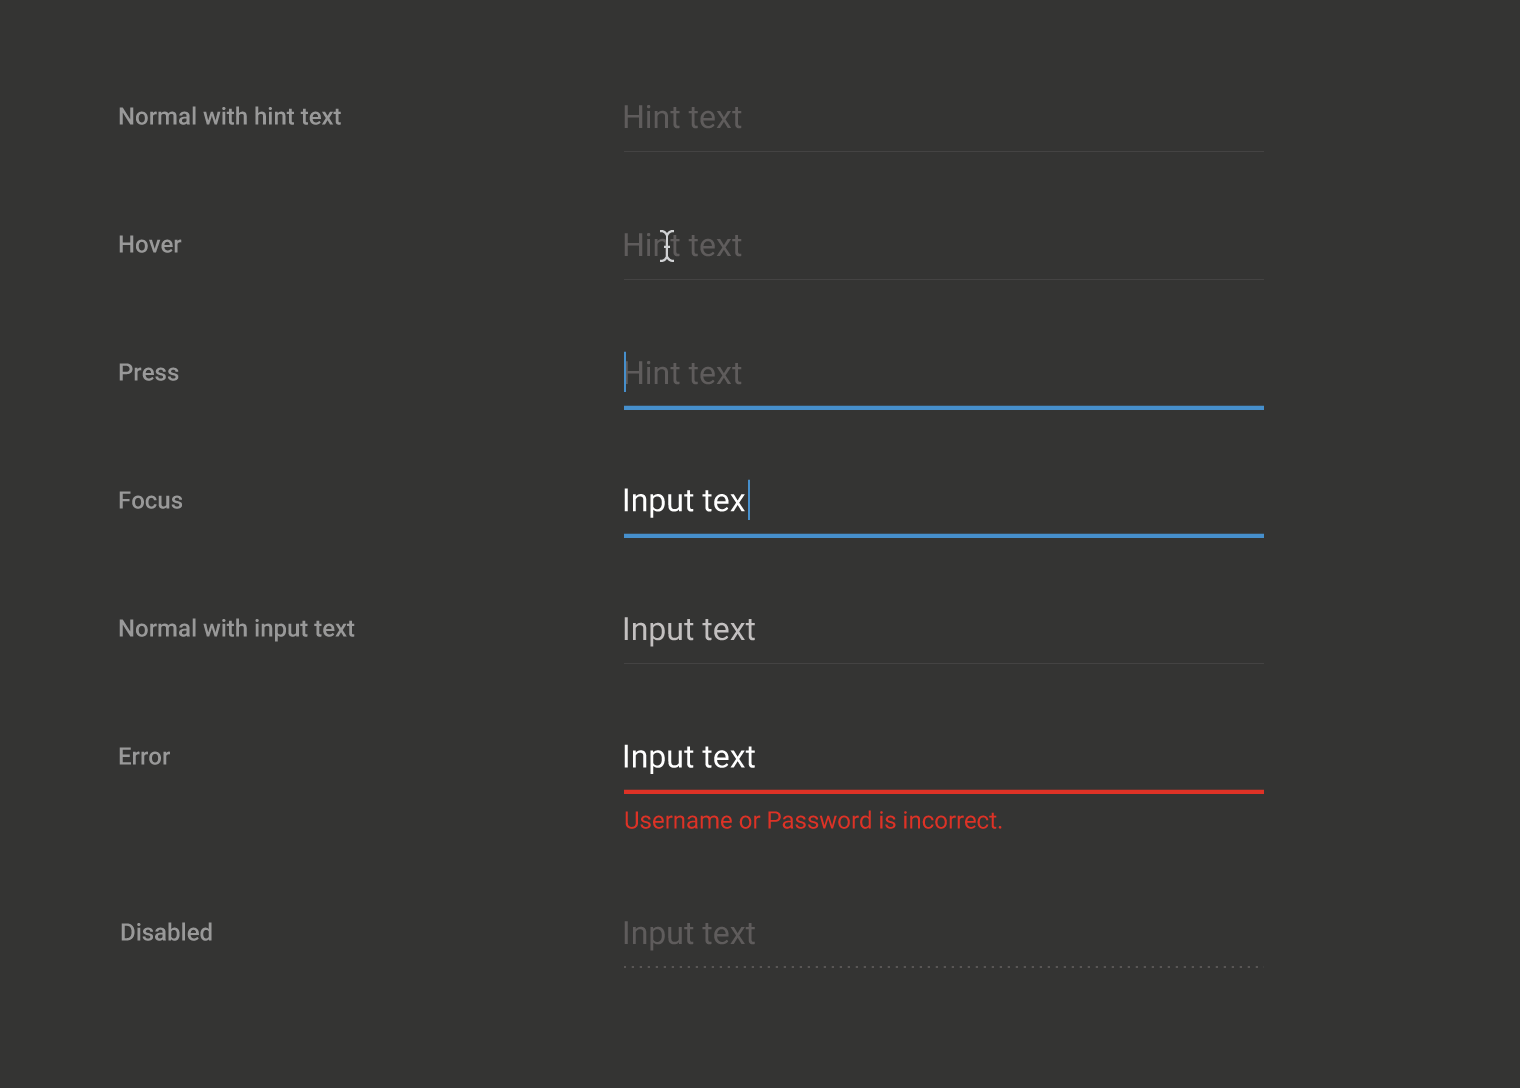 Normal with hint text
Hint text
Hover
Hint text
Press
Hint text
Focus
Input tex
Normal with input text
Input text
Error
Input text
Username or Password is incorrect.
Disabled
Input text